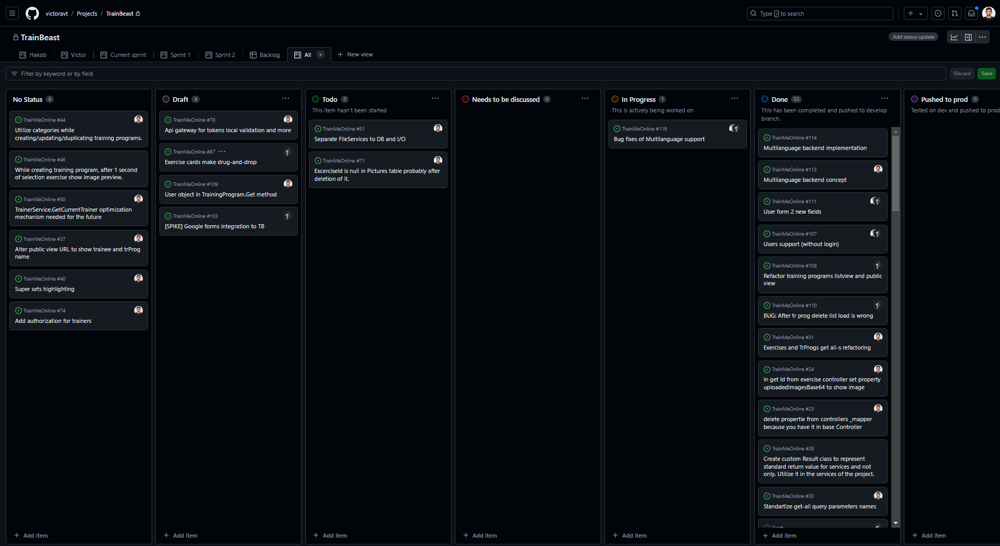 victoravt / Projects / TrainBeast
Type / to search
TrainBeast
Add status update
Hakob
Victor
Current sprint
Sprint 1
Sprint 2
Backlog
All
New view
Filter by keyword or by field
Discard
Save
No Status 6
TrainMeOnline #44
Utilize categories while
creating/updating/duplicating training programs.
TrainMeOnline #46
While creating training program, after 1 second
of selection exercise show image preview.
TrainMeOnline #50
TrainerService.GetCurrentTrainer optimization
mechanism needed for the future
TrainMeOnline #37
Alter public view URL to show trainee and trProg
name
TrainMeOnline #40
Super sets highlighting
TrainMeOnline #74
Add authorization for trainers
Add item
Draft 4
TrainMeOnline #78
Api gateway for tokens local validation and more
TrainMeOnline #87
Exercise cards make drug-and-drop
TrainMeOnline #109
User object in TrainingProgram.Get method
TrainMeOnline #103
[SPIKE] Google forms integration to TB
Add item
Todo 2
This item hasn't been started
TrainMeOnline #51
Separate FileServices to DB and I/O
TrainMeOnline #71
ExcerciseId is null in Pictures table probably after
deletion of it.
Add item
Needs to be discussed 0
Add item
In Progress 1
This is actively being worked on
TrainMeOnline #116
Bug fixes of Multilanguage support
Add item
Done 53
This has been completed and pushed to develop
branch.
TrainMeOnline #114
Multilanguage backend implementation
TrainMeOnline #113
Multilanguage backend concept
TrainMeOnline #111
User form 2 new fields
TrainMeOnline #107
Users support (without login)
TrainMeOnline #108
Refactor training programs listview and public
view
TrainMeOnline #110
BUG: After tr prog delete list load is wrong
TrainMeOnline #31
Exercises and TrProgs get all-s refactoring
TrainMeOnline #24
in get Id from exercise controller set property
uploadedImagesBase64 to show image
TrainMeOnline #23
delete propertie from controllers _mapper
because you have it in base Controller
TrainMeOnline #26
Create custom Result class to represent
standard return value for services and not
only. Utilize it in the services of the project.
TrainMeOnline #33
Standartize get-all query parameters names
Draft
Add item
Pushed to prod 0
Tested on dev and pushed to prod
Add item